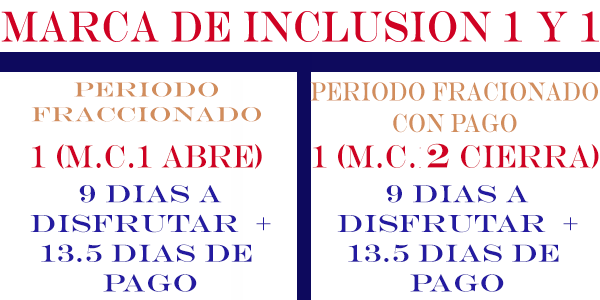 MARCA DE INCLUSION 1 Y 1
PERIODO
FRACCIONADO
1 (M.C.1 ABRE)
9 DIAS A
DISFRUTAR +
13.5 DIAS DE
PAGO
PERIODO FRACIONADO
CON PAGO
1 (M.C. 2 CIERRA)
9 DIAS A
DISFRUTAR +
13.5 DIAS DE
PAGO